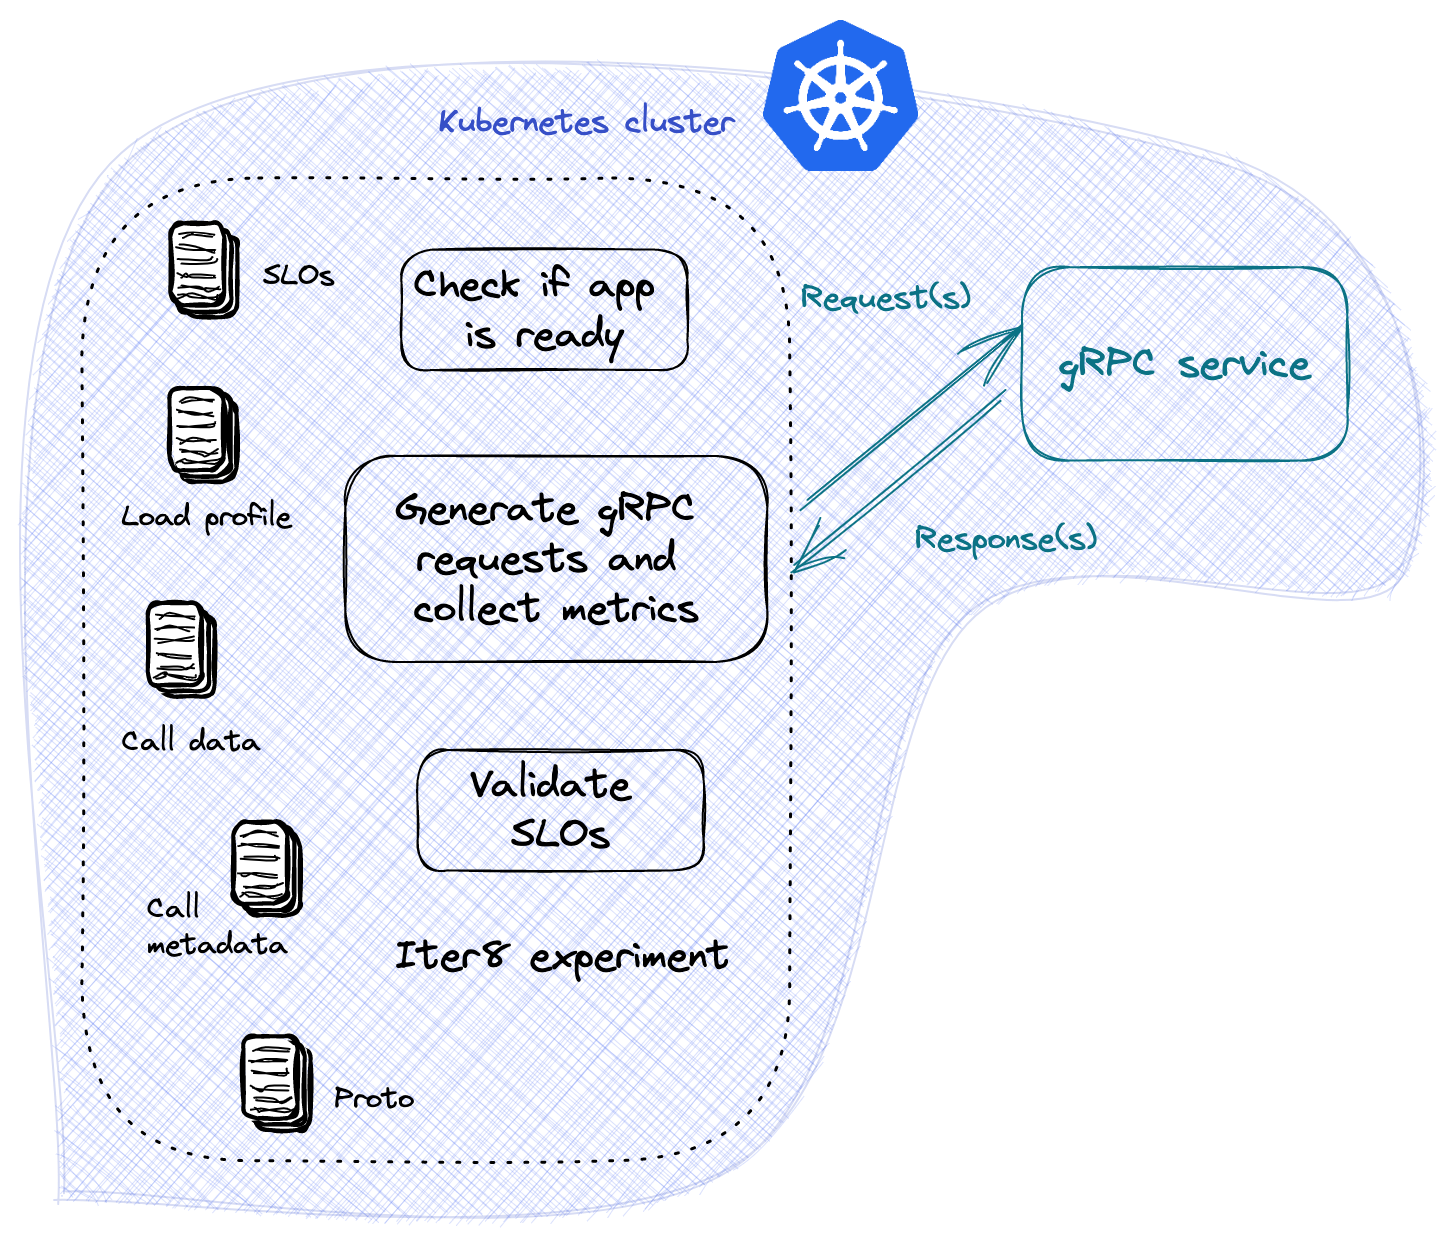 Kubernetes cluster
SLOs
Check if app
is ready
Request(s)
gRPC service
Load profile
Generate gRPC
requests and
collect metrics
Response(s)
Call data
Validate
SLOs
Call
metadata
Iter8 experiment
Proto